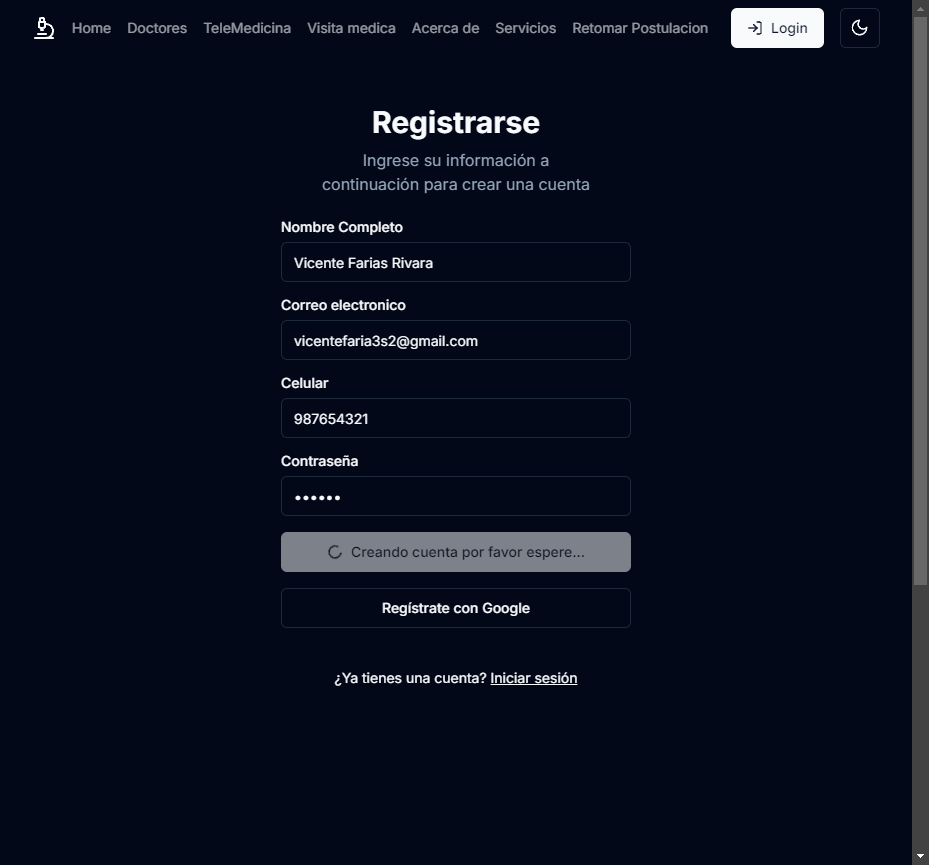 Home Doctores TeleMedicina Visita medica Acerca de Servicios Retomar Postulacion Login
Registrarse
Ingrese su información a
continuación para crear una cuenta
Nombre Completo
Vicente Farias Rivara
Correo electronico
vicentefaria3s2@gmail.com
Celular
987654321
Contraseña
••••••
Creando cuenta por favor espere...
Regístrate con Google
¿Ya tienes una cuenta? Iniciar sesión